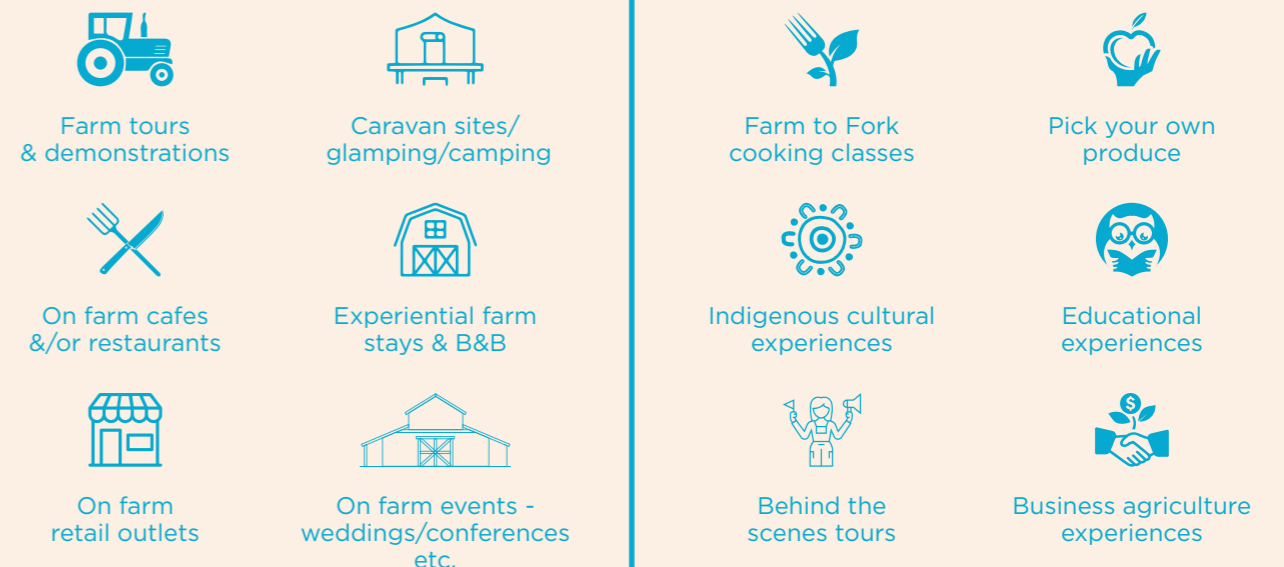 Farm tours
& demonstrations
Caravan sites/
glamping/camping
Farm to Fork
cooking classes
Pick your own
produce
On farm cafes
&/or restaurants
Experiential farm
stays & B&B
Indigenous cultural
experiences
Educational
experiences
On farm
retail outlets
On farm events -
weddings/conferences
etc.
Behind the
scenes tours
$
Business agriculture
experiences